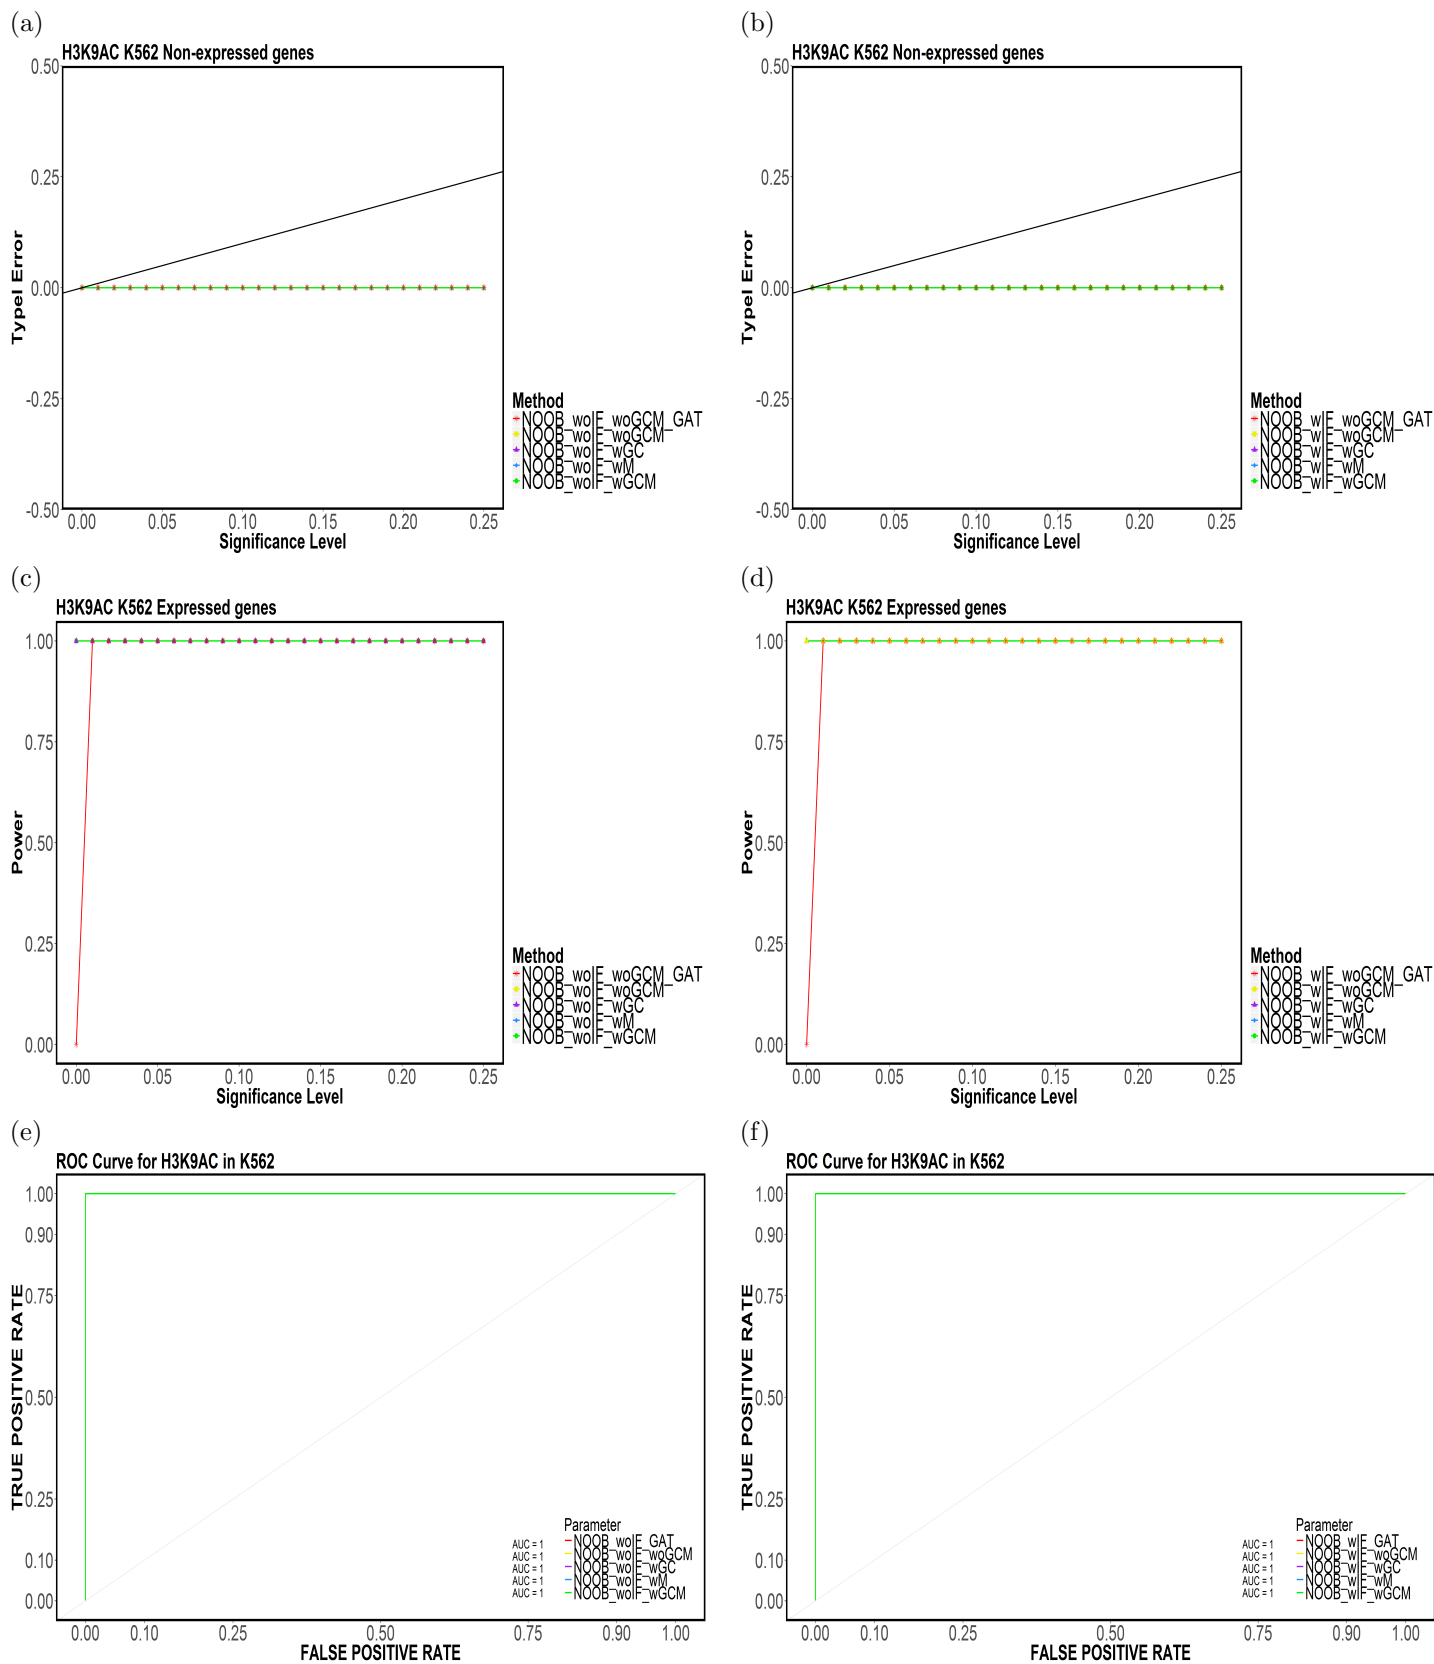 (a)
H3K9AC K562 Non-expressed genes
0.50
0.25
0.00
-0.25
-0.50
TypeI Error
0.00 0.05 0.10 0.15 0.20 0.25
Significance Level
Method
NOOB_woIF_woGCM_GAT
NOOB_woIF_woGCM
NOOB_woIF_wGC
NOOB_woIF_wM
NOOB_woIF_wGCM
(b)
H3K9AC K562 Non-expressed genes
0.50
0.25
0.00
-0.25
-0.50
TypeI Error
0.00 0.05 0.10 0.15 0.20 0.25
Significance Level
Method
NOOB_wIF_woGCM_GAT
NOOB_wIF_woGCM
NOOB_wIF_wGC
NOOB_wIF_wM
NOOB_wIF_wGCM
(c)
H3K9AC K562 Expressed genes
1.00
0.75
0.50
0.25
0.00
Power
0.00 0.05 0.10 0.15 0.20 0.25
Significance Level
Method
NOOB_woIF_woGCM_GAT
NOOB_woIF_woGCM
NOOB_woIF_wGC
NOOB_woIF_wM
NOOB_woIF_wGCM
(d)
H3K9AC K562 Expressed genes
1.00
0.75
0.50
0.25
0.00
Power
0.00 0.05 0.10 0.15 0.20 0.25
Significance Level
Method
NOOB_wIF_woGCM_GAT
NOOB_wIF_woGCM
NOOB_wIF_wGC
NOOB_wIF_wM
NOOB_wIF_wGCM
(e)
ROC Curve for H3K9AC in K562
1.00
0.90
0.75
0.50
0.25
0.10
0.00
TRUE POSITIVE RATE
Parameter
AUC = 1 NOOB_woIF_GAT
AUC = 1 NOOB_woIF_woGCM
AUC = 1 NOOB_woIF_wGC
AUC = 1 NOOB_woIF_wM
AUC = 1 NOOB_woIF_wGCM
0.00 0.10 0.25 0.50 0.75 0.90 1.00
FALSE POSITIVE RATE
(f)
ROC Curve for H3K9AC in K562
1.00
0.90
0.75
0.50
0.25
0.10
0.00
TRUE POSITIVE RATE
Parameter
AUC = 1 NOOB_wIF_GAT
AUC = 1 NOOB_wIF_woGCM
AUC = 1 NOOB_wIF_wGC
AUC = 1 NOOB_wIF_wM
AUC = 1 NOOB_wIF_wGCM
0.00 0.10 0.25 0.50 0.75 0.90 1.00
FALSE POSITIVE RATE